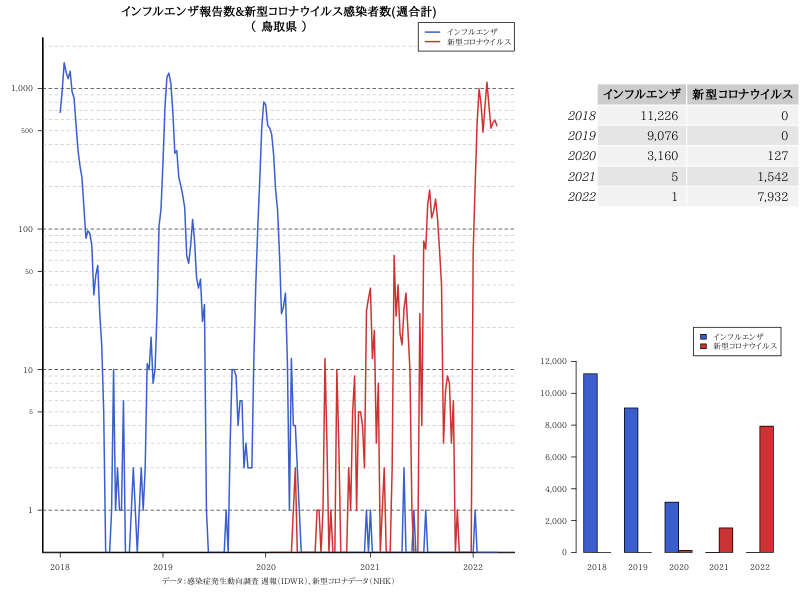 インフルエンザ報告数&新型コロナウイルス感染者数(週合計)
（ 鳥取県 ）
インフルエンザ
新型コロナウイルス
1,000
500
100
50
10
5
1
2018 2019 2020 2021 2022
データ：感染症発生動向調査 週報(IDWR)、新型コロナデータ(NHK)
インフルエンザ 新型コロナウイルス
2018 11,226 0
2019 9,076 0
2020 3,160 127
2021 5 1,542
2022 1 7,932
インフルエンザ
新型コロナウイルス
12,000
10,000
8,000
6,000
4,000
2,000
0
2018 2019 2020 2021 2022